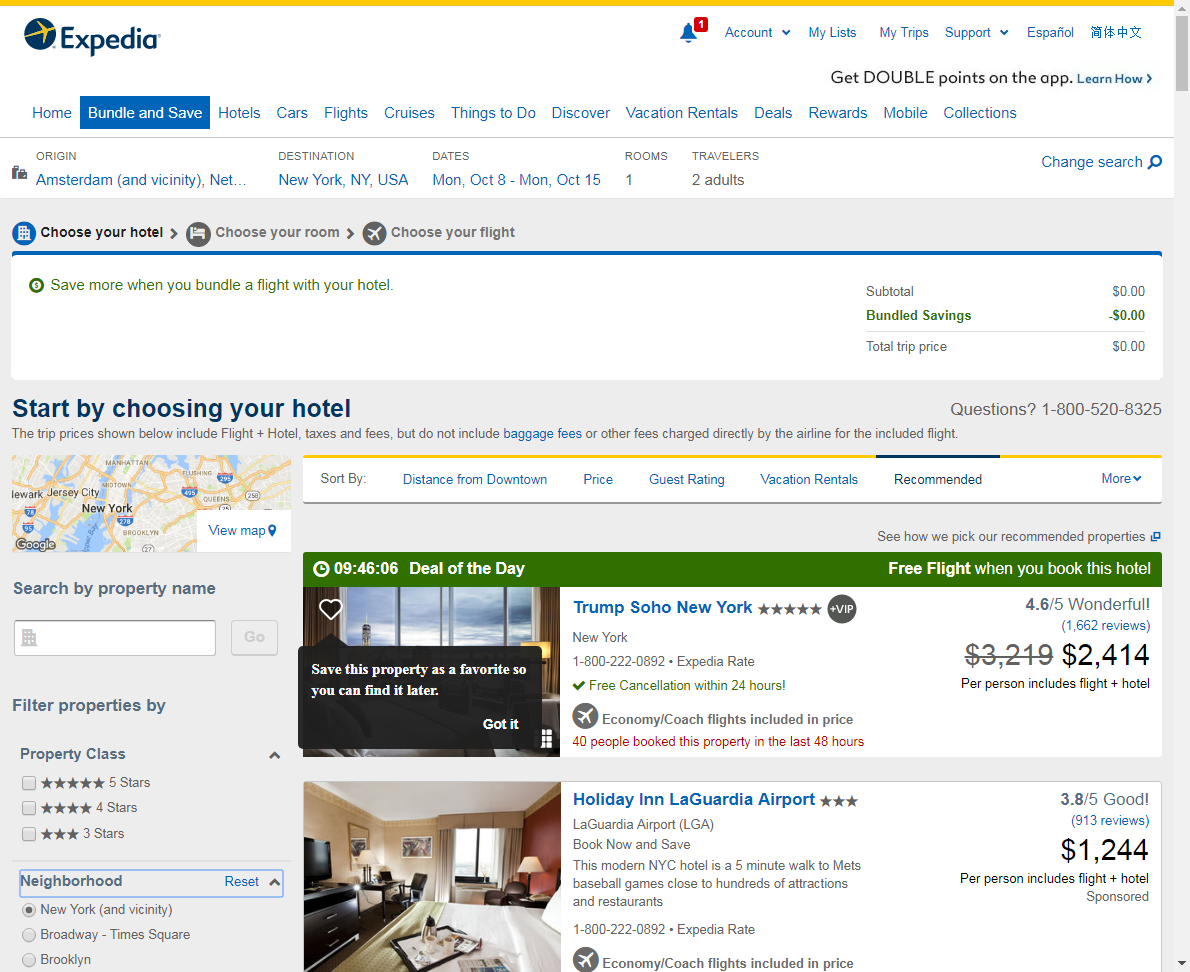 Expedia
1
Account
My Lists
My Trips
Support
Español
简体中文
Get DOUBLE points on the app. Learn How
Home
Bundle and Save
Hotels
Cars
Flights
Cruises
Things to Do
Discover
Vacation Rentals
Deals
Rewards
Mobile
Collections
ORIGIN
DESTINATION
DATES
ROOMS
TRAVELERS
Amsterdam (and vicinity), Net...
New York, NY, USA
Mon, Oct 8 - Mon, Oct 15
1
2 adults
Change search
Choose your hotel
Choose your room
Choose your flight
Save more when you bundle a flight with your hotel.
Subtotal $0.00
Bundled Savings -$0.00
Total trip price $0.00
Start by choosing your hotel
Questions? 1-800-520-8325
The trip prices shown below include Flight + Hotel, taxes and fees, but do not include baggage fees or other fees charged directly by the airline for the included flight.
MANHATTAN
FLUSHING
295
lewark
Jersey City
MIDTOWN
495
QUEENS
258
New York
78
278
95
BROOKLYN
27
Google
View map
Sort By:
Distance from Downtown
Price
Guest Rating
Vacation Rentals
Recommended
More
See how we pick our recommended properties
Search by property name
Go
Filter properties by
Property Class
5 Stars
4 Stars
3 Stars
Neighborhood
Reset
New York (and vicinity)
Broadway - Times Square
Brooklyn
09:46:06 Deal of the Day
Free Flight when you book this hotel
Save this property as a favorite so
you can find it later.
Got it
Trump Soho New York
+VIP
New York
1-800-222-0892 • Expedia Rate
Free Cancellation within 24 hours!
Economy/Coach flights included in price
40 people booked this property in the last 48 hours
4.6/5 Wonderful!
(1,662 reviews)
$3,219 $2,414
Per person includes flight + hotel
Holiday Inn LaGuardia Airport
LaGuardia Airport (LGA)
Book Now and Save
This modern NYC hotel is a 5 minute walk to Mets
baseball games close to hundreds of attractions
and restaurants
1-800-222-0892 • Expedia Rate
Economy/Coach flights included in price
3.8/5 Good!
(913 reviews)
$1,244
Per person includes flight + hotel
Sponsored